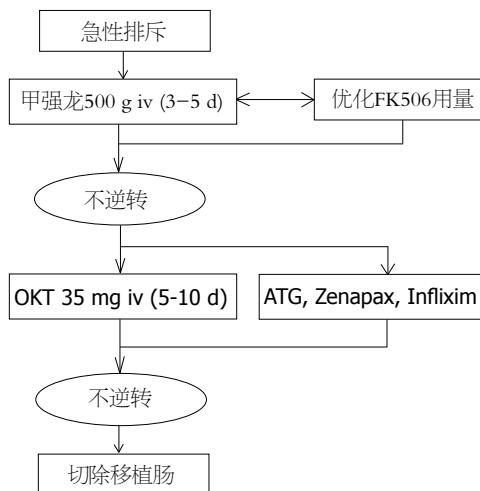 急性排斥
甲强龙500 g iv (3-5 d)
优化FK506用量
不逆转
OKT 35 mg iv (5-10 d)
ATG, Zenapax, Inflixim
不逆转
切除移植肠